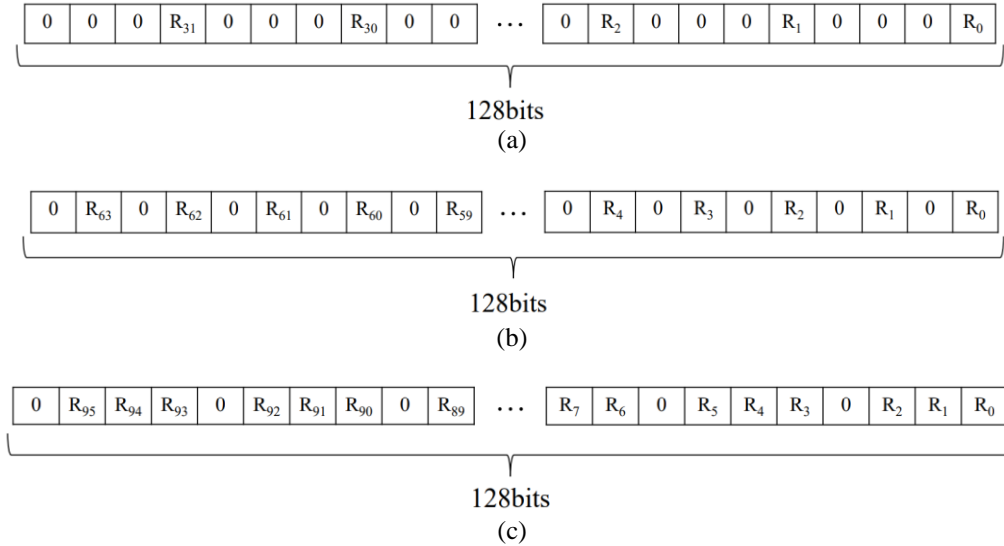 0 0 0 R₃₁ 0 0 0 R₃₀ 0 0 ... 0 R₂ 0 0 0 R₁ 0 0 0 R₀
128bits
(a)
0 R₆₃ 0 R₆₂ 0 R₆₁ 0 R₆₀ 0 R₅₉ ... 0 R₄ 0 R₃ 0 R₂ 0 R₁ 0 R₀
128bits
(b)
0 R₉₅ R₉₄ R₉₃ 0 R₉₂ R₉₁ R₉₀ 0 R₈₉ ... R₇ R₆ 0 R₅ R₄ R₃ 0 R₂ R₁ R₀
128bits
(c)